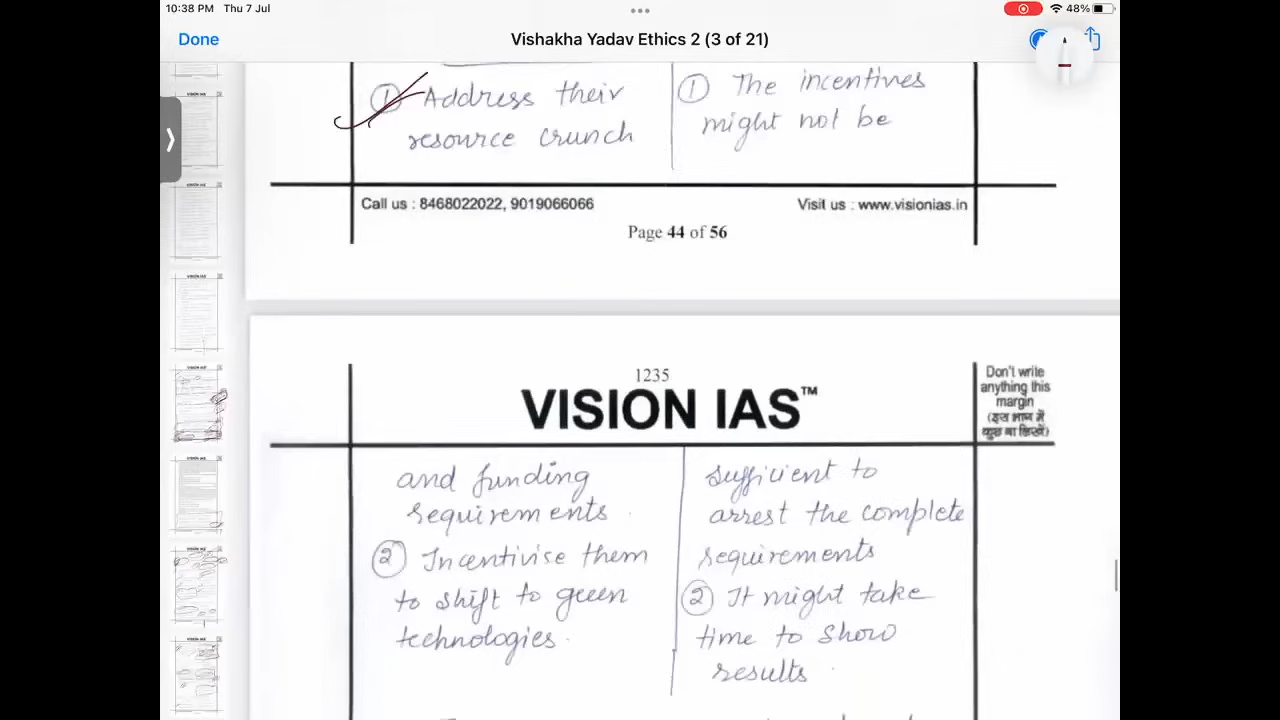 10:38 PM Thu 7 Jul
48%
Done
Vishakha Yadav Ethics 2 (3 of 21)
① Address their
resource crunch
① The incentives
might not be
Call us : 8468022022, 9019066066
Visit us : www.visionias.in
Page 44 of 56
1235
VISION IAS™
Don't write
anything this
margin
(इस भाग में
कुछ ना लिखें)
and funding
requirements
② Incentivise them
to shift to green
technologies.
sufficient to
arrest the complete
requirements
② It might take
time to show
results.